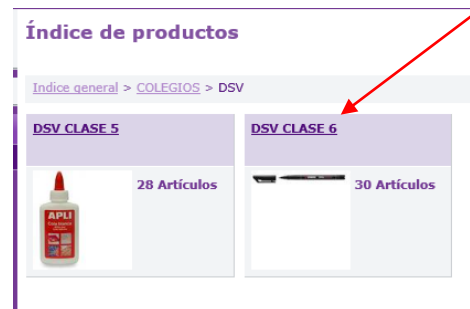 Índice de productos
Indice general > COLEGIOS > DSV
DSV CLASE 5
28 Artículos
APLI
DSV CLASE 6
30 Artículos